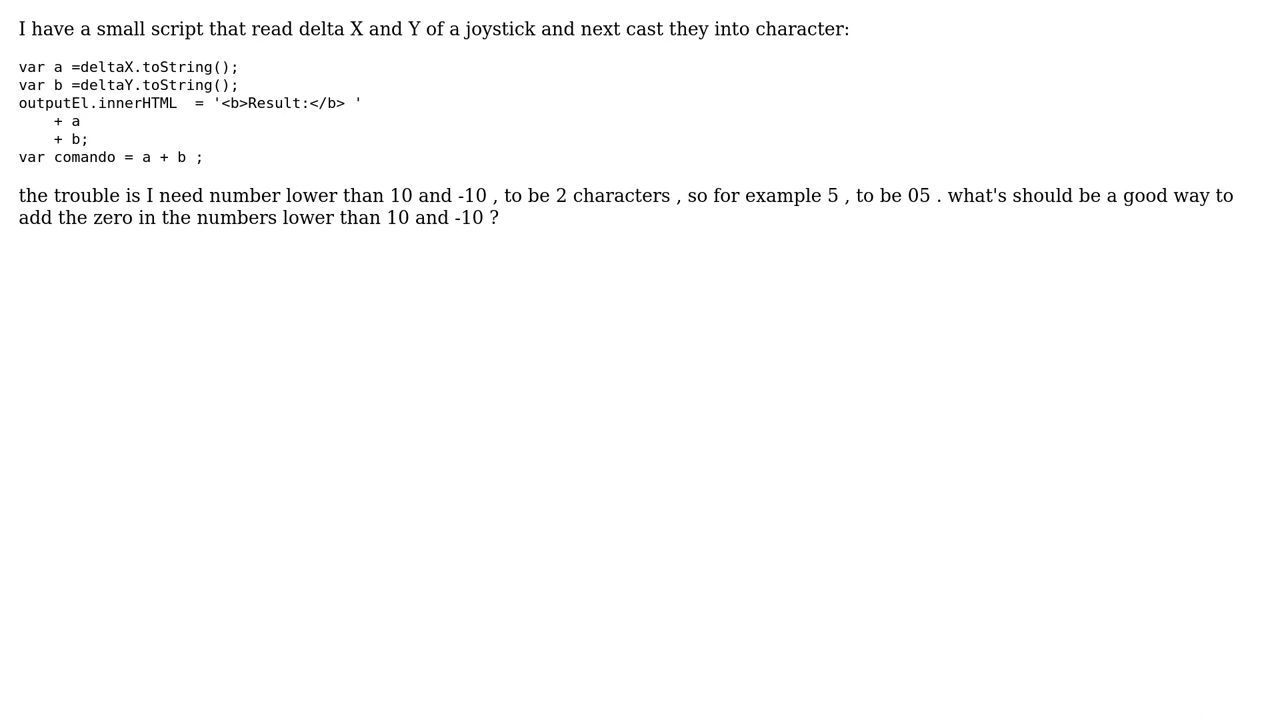 I have a small script that read delta X and Y of a joystick and next cast they into character:
var a =deltaX.toString();
var b =deltaY.toString();
outputEl.innerHTML  = '<b>Result:</b> '
    + a
    + b;
var comando = a + b ;
the trouble is I need number lower than 10 and -10 , to be 2 characters , so for example 5 , to be 05 . what's should be a good way to
add the zero in the numbers lower than 10 and -10 ?